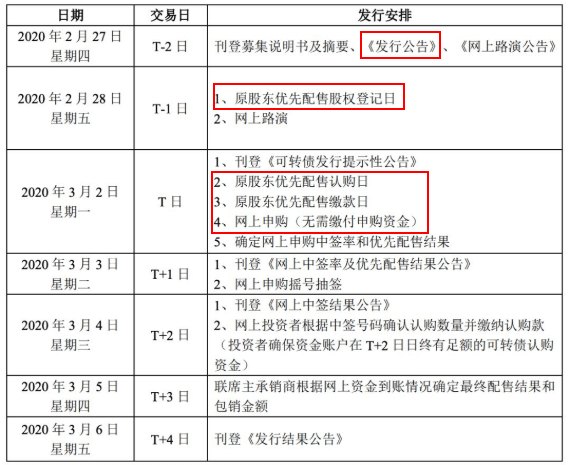 日期 交易日 发行安排
2020 年 2 月 27 日
星期四
T-2 日
刊登募集说明书及摘要、《发行公告》、《网上路演公告》
2020 年 2 月 28 日
星期五
T-1 日
1、原股东优先配售股权登记日
2、网上路演
2020 年 3 月 2 日
星期一
T 日
1、刊登《可转债发行提示性公告》
2、原股东优先配售认购日
3、原股东优先配售缴款日
4、网上申购（无需缴付申购资金）
5、确定网上申购中签率和优先配售结果
2020 年 3 月 3 日
星期二
T+1 日
1、刊登《网上中签率及优先配售结果公告》
2、网上申购摇号抽签
2020 年 3 月 4 日
星期三
T+2 日
1、刊登《网上中签结果公告》
2、网上投资者根据中签号码确认认购数量并缴纳认购款
（投资者确保资金账户在 T+2 日日终有足额的可转债认购
资金）
2020 年 3 月 5 日
星期四
T+3 日
联席主承销商根据网上资金到账情况确定最终配售结果和
包销金额
2020 年 3 月 6 日
星期五
T+4 日
刊登《发行结果公告》